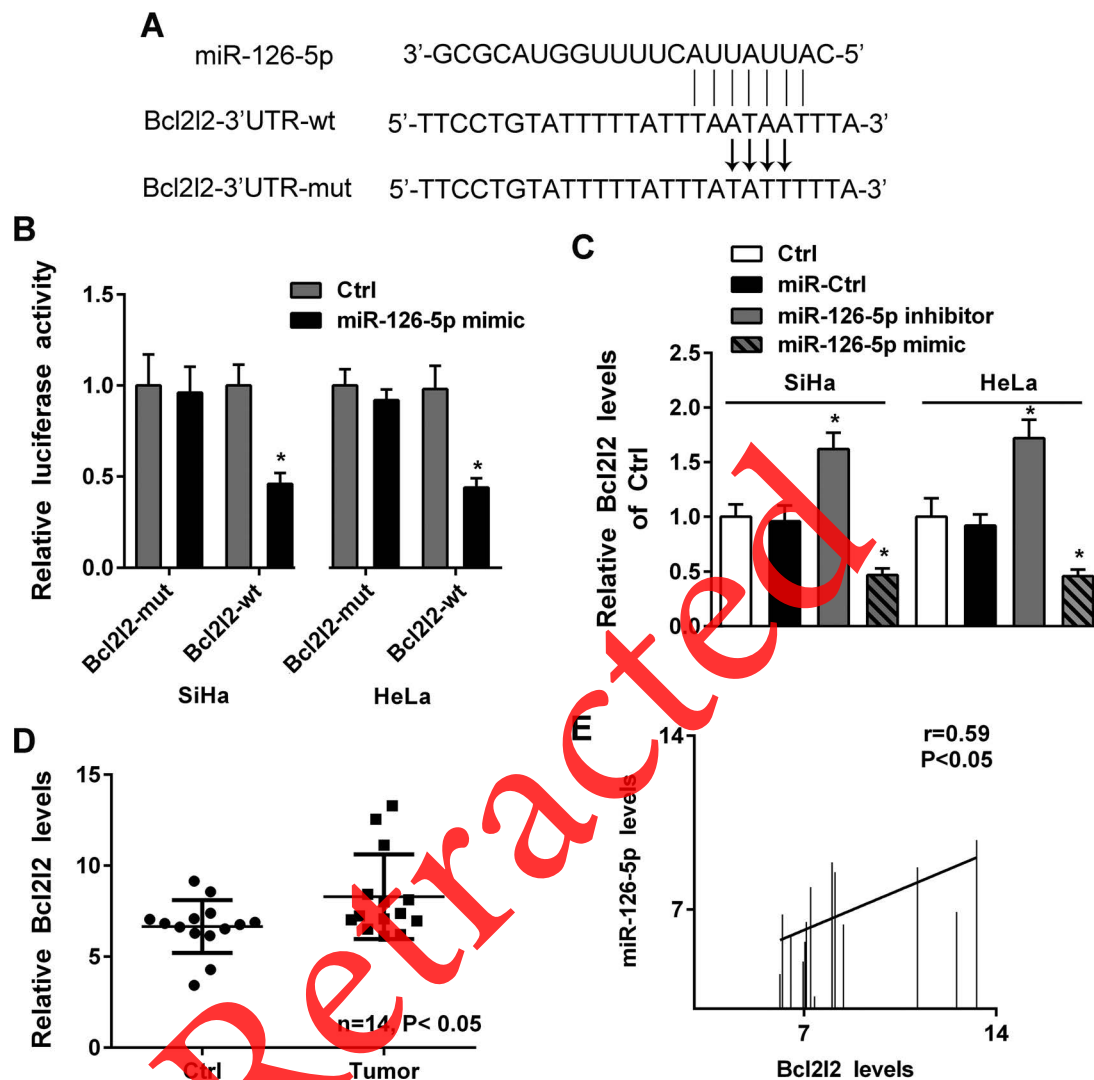 A
miR-126-5p 3’-GCGCAUGGUUUUCAUUAUUAC-5’
Bcl2l2-3’UTR-wt 5’-TTCCTGTATTTTTATTTAATAATTTA-3’
Bcl2l2-3’UTR-mut 5’-TTCCTGTATTTTTATTTATATTTTTA-3’
B
Relative luciferase activity
Ctrl
miR-126-5p mimic
1.5
1.0
0.5
0.0
*
*
Bcl2l2-mut
Bcl2l2-wt
Bcl2l2-mut
Bcl2l2-wt
SiHa
HeLa
C
Ctrl
miR-Ctrl
miR-126-5p inhibitor
miR-126-5p mimic
Relative Bcl2l2 levels
of Ctrl
2.5
2.0
1.5
1.0
0.5
0.0
SiHa
HeLa
*
*
*
*
D
Relative Bcl2l2 levels
15
10
5
0
n=14, P< 0.05
Ctrl
Tumor
E
miR-126-5p levels
14
7
r=0.59
P<0.05
7
14
Bcl2l2 levels
Retracted